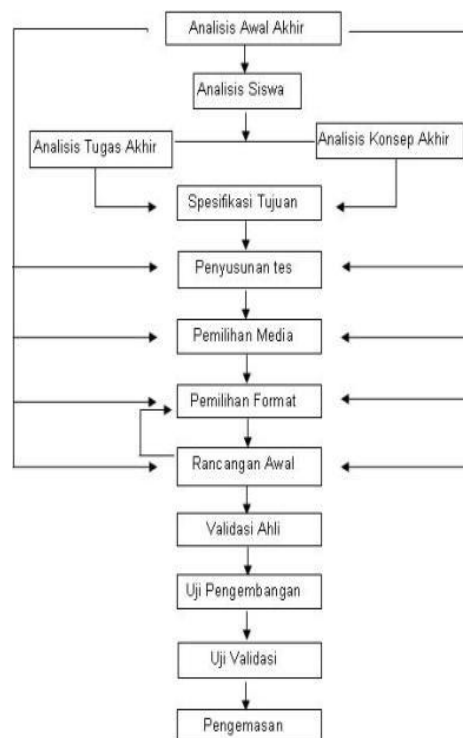 Analisis Awal Akhir
Analisis Siswa
Analisis Tugas Akhir
Analisis Konsep Akhir
Spesifikasi Tujuan
Penyusunan tes
Pemilihan Media
Pemilihan Format
Rancangan Awal
Validasi Ahli
Uji Pengembangan
Uji Validasi
Pengemasan